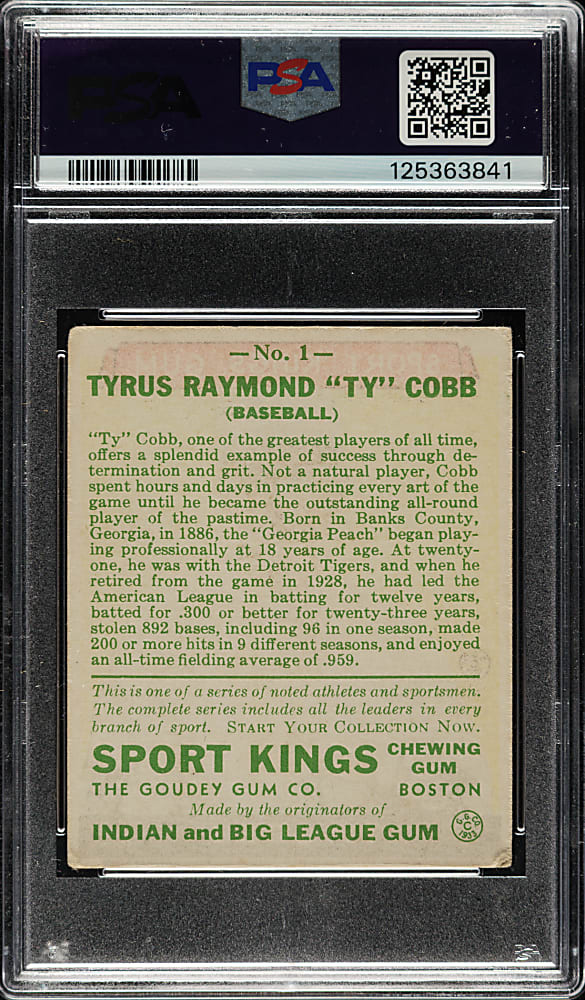 PSA
PSA
125363841
—No. 1—
TYRUS RAYMOND "TY" COBB
(BASEBALL)
"Ty" Cobb, one of the greatest players of all time,
offers a splendid example of success through de-
termination and grit. Not a natural player, Cobb
spent hours and days in practicing every art of the
game until he became the outstanding all-round
player of the pastime. Born in Banks County,
Georgia, in 1886, the "Georgia Peach" began play-
ing professionally at 18 years of age. At twenty-
one, he was with the Detroit Tigers, and when he
retired from the game in 1928, he had led the
American League in batting for twelve years,
batted for .300 or better for twenty-three years,
stolen 892 bases, including 96 in one season, made
200 or more hits in 9 different seasons, and enjoyed
an all-time fielding average of .959.
This is one of a series of noted athletes and sportsmen.
The complete series includes all the leaders in every
branch of sport. START YOUR COLLECTION NOW.
SPORT KINGS CHEWING GUM
THE GOUDEY GUM CO. BOSTON
Made by the originators of
INDIAN and BIG LEAGUE GUM
G. G. CO.
C
1933
PSA